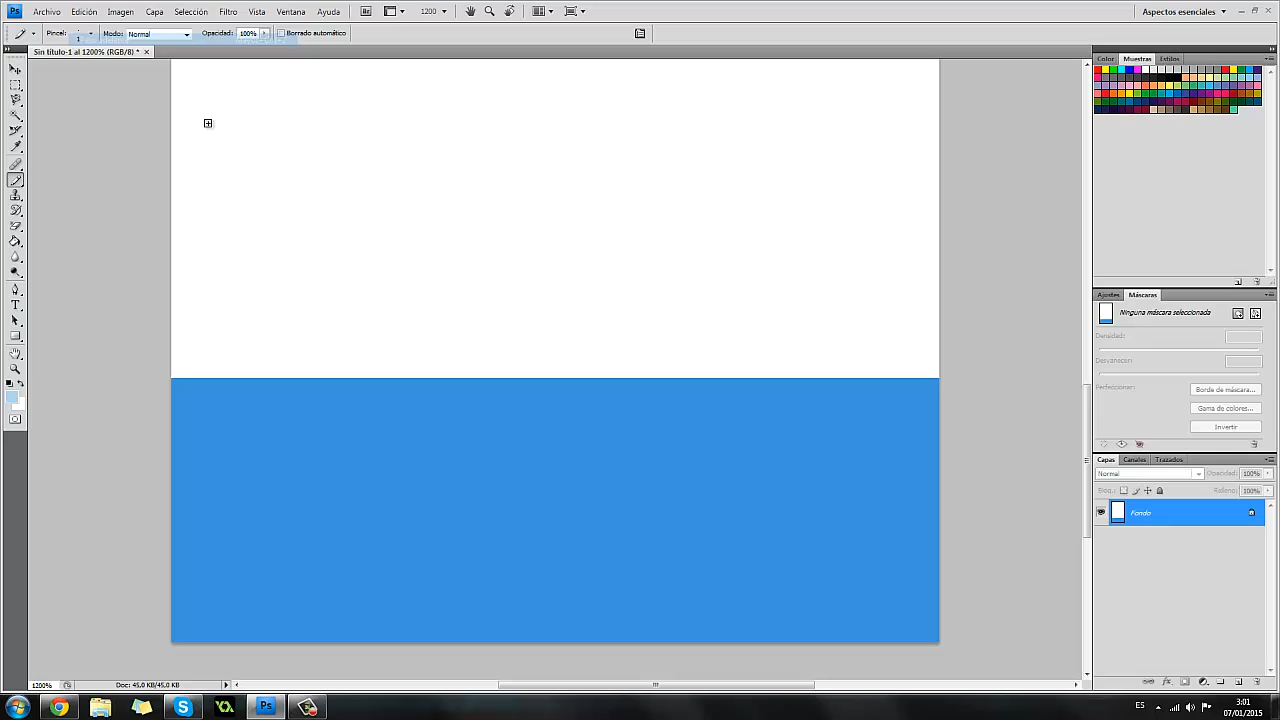 Ps Archivo Edición Imagen Capa Selección Filtro Vista Ventana Ayuda Br 1200 Aspectos esenciales
Pincel: 1 Modo: Normal Opacidad: 100% Borrado automático
Sin título-1 al 1200% (RGB/8) *
Color Muestras Estilos
Ajustes Máscaras
Ninguna máscara seleccionada
Densidad:
Desvanecer:
Perfeccionar: Borde de máscara...
Gama de colores...
Invertir
Capas Canales Trazados
Normal Opacidad: 100%
Bloq.: Relleno: 100%
Fondo
1200% Doc: 45,0 KB/45,0 KB
ES 3:01
07/01/2015